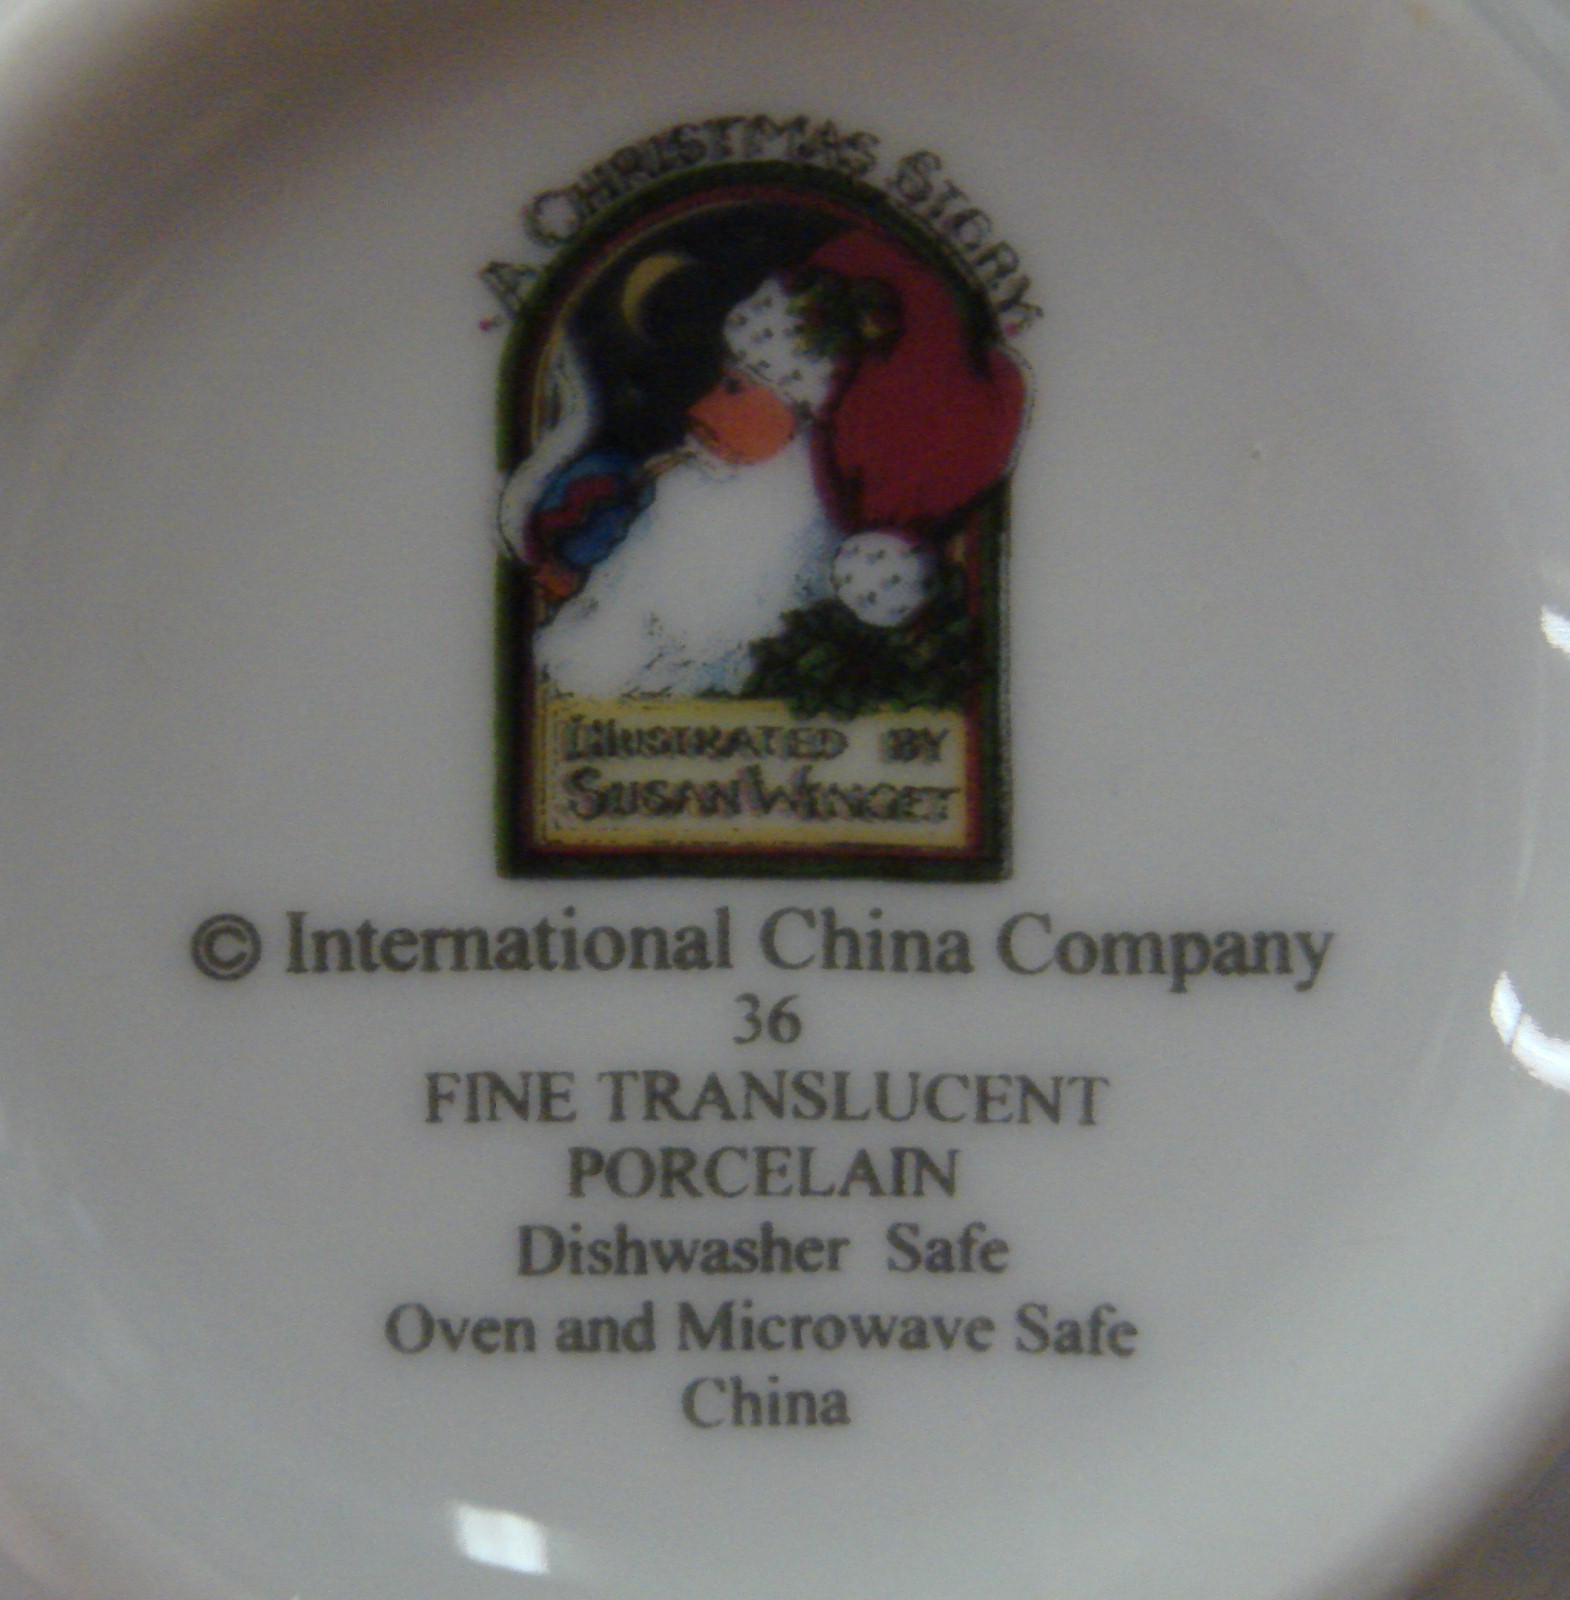 A CHRISTMAS STORY
ILLUSTRATED BY
SUSAN WINGET
© International China Company
36
FINE TRANSLUCENT
PORCELAIN
Dishwasher Safe
Oven and Microwave Safe
China